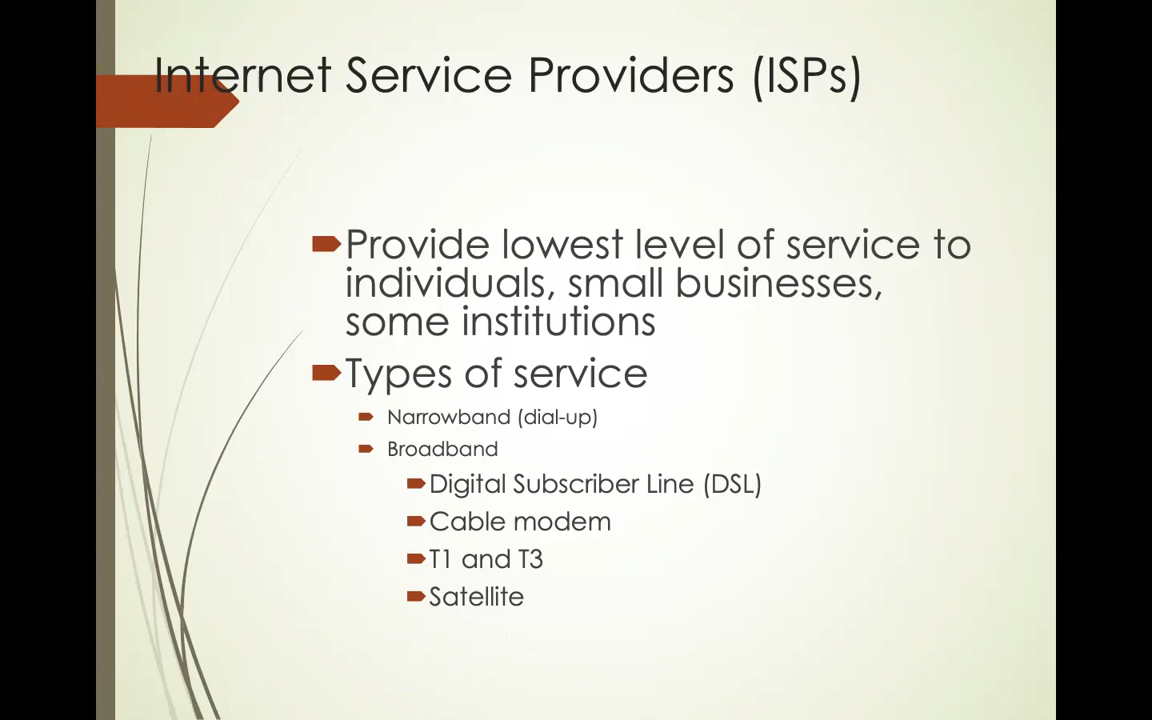 Internet Service Providers (ISPs)
Provide lowest level of service to
individuals, small businesses,
some institutions
Types of service
Narrowband (dial-up)
Broadband
Digital Subscriber Line (DSL)
Cable modem
T1 and T3
Satellite